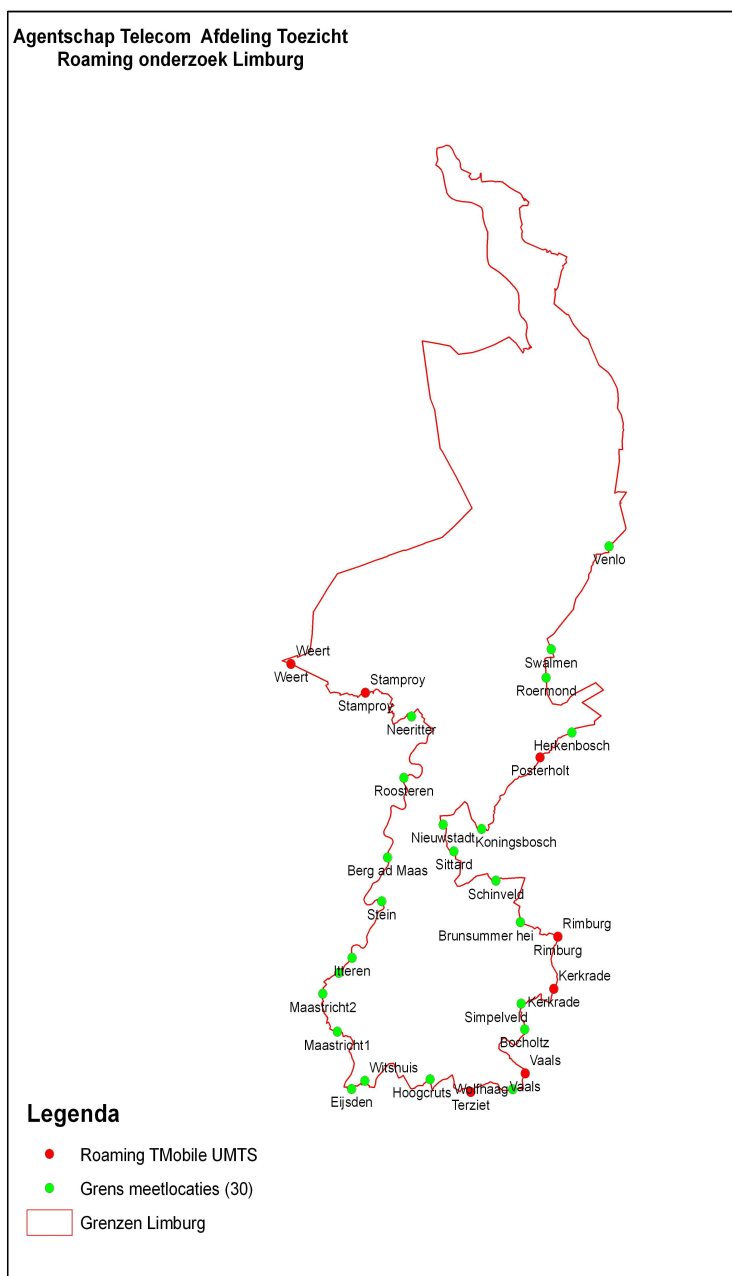 Agentschap Telecom Afdeling Toezicht
Roaming onderzoek Limburg
Venlo
Weert
Weert
Swalmen
Stamproy
Roermond
Stamproy
Neeritter
Herkenbosch
Posterholt
Roosteren
Nieuwstadt
Koningsbosch
Sittard
Berg ad Maas
Schinveld
Stein
Rimburg
Brunsummer hei
Rimburg
Itteren
Kerkrade
Maastricht2
Kerkrade
Simpelveld
Maastricht1
Bocholtz
Vaals
Witshuis
Wolfhaag
Vaals
Hoogcruts
Eijsden
Terziet
Legenda
Roaming TMobile UMTS
Grens meetlocaties (30)
Grenzen Limburg